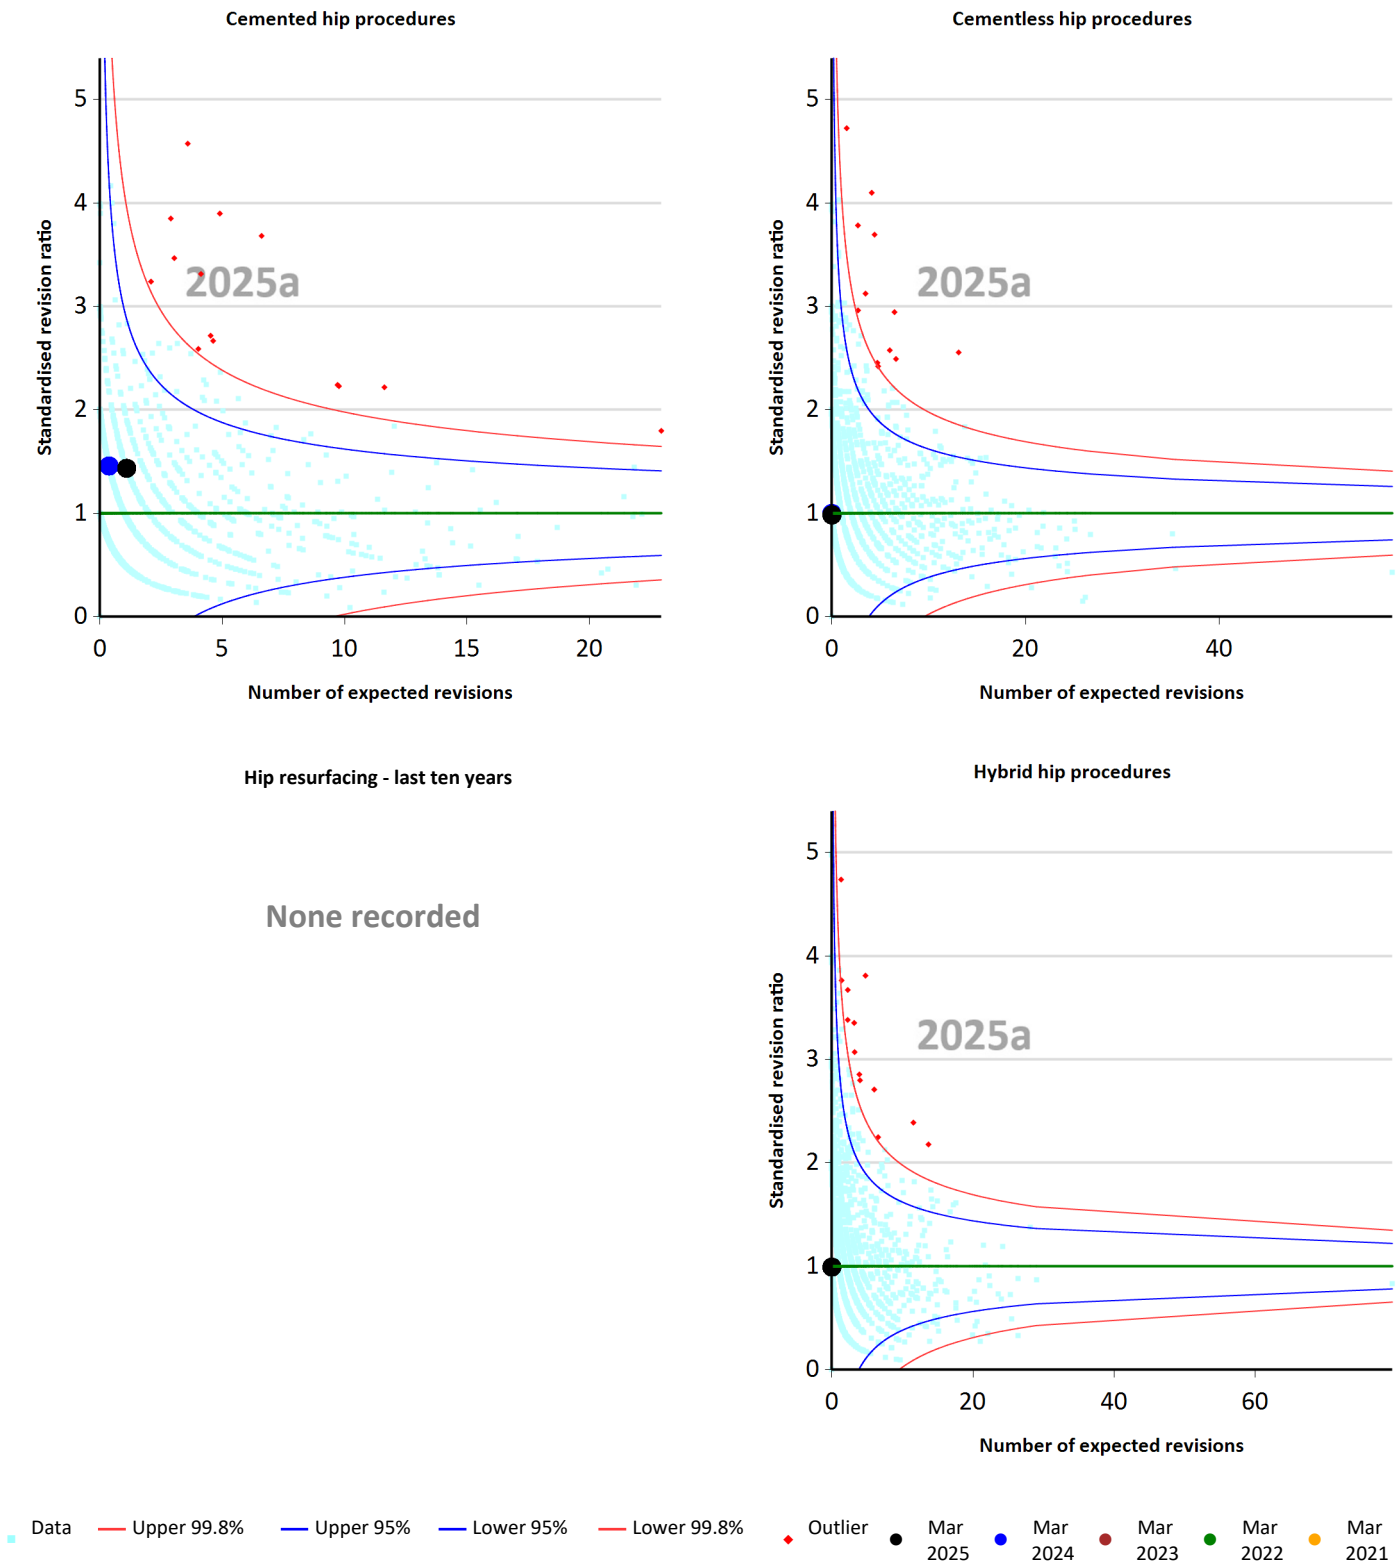 Cemented hip procedures
Standardised revision ratio
5
4
3
2
1
0
2025a
0 5 10 15 20
Number of expected revisions
Cementless hip procedures
Standardised revision ratio
5
4
3
2
1
0
2025a
0 20 40
Number of expected revisions
Hip resurfacing - last ten years
None recorded
Hybrid hip procedures
Standardised revision ratio
5
4
3
2
1
0
2025a
0 20 40 60
Number of expected revisions
Data Upper 99.8% Upper 95% Lower 95% Lower 99.8% Outlier Mar 2025 Mar 2024 Mar 2023 Mar 2022 Mar 2021